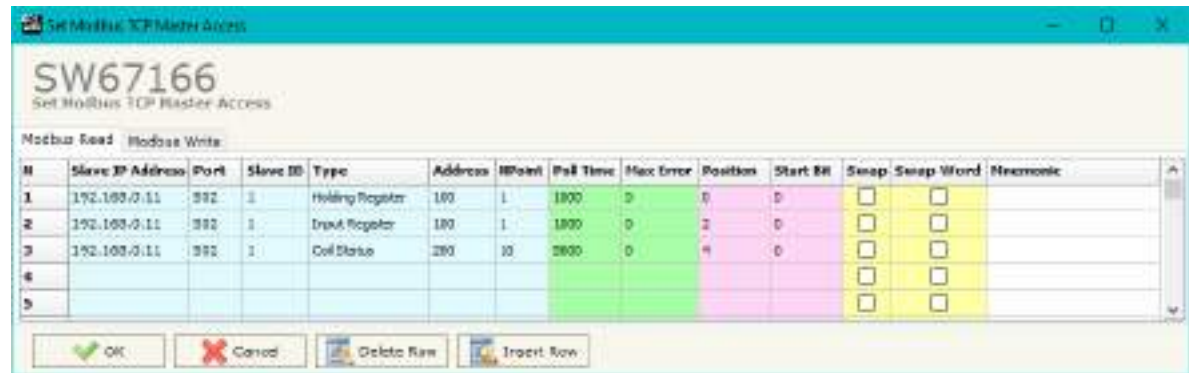 Set Modbus TCP Master Access
SW67166
Set Modbus TCP Master Access
Modbus Read Modbus Write
N Slave IP Address Port Slave ID Type Address NPoint Poll Time Max Error Position Start Bit Swap Swap Word Mnemonic
1 192.168.0.11 502 1 Holding Register 100 1 1000 0 0 0
2 192.168.0.11 502 1 Input Register 100 1 1000 0 2 0
3 192.168.0.11 502 1 Coil Status 200 10 0 4 0
4
5
OK Cancel Delete Row Insert Row